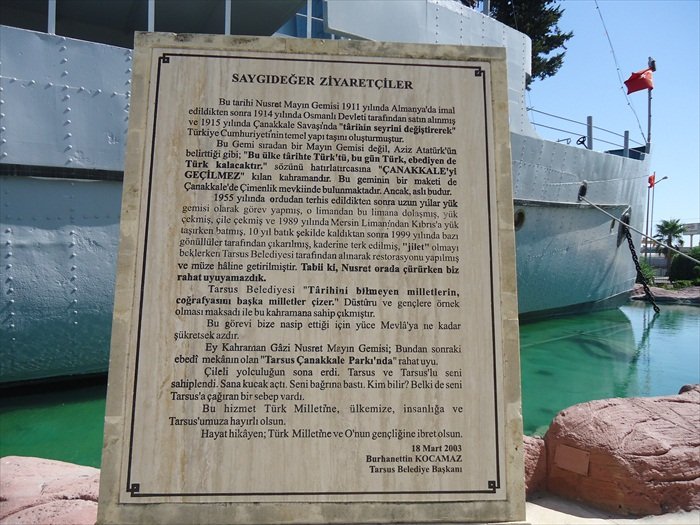 SAYGIDEĞER ZİYARETÇİLER
Bu tarihi Nusret Mayın Gemisi 1911 yılında Almanya'da imal
edildikten sonra 1914 yılında Osmanlı Devleti tarafından satın alınmış
ve 1915 yılında Çanakkale Savaşı'nda "târiin seyrini değiştirerek"
Türkiye Cumhuriyeti'nin temel yapı taşını oluşturmuştur.
Bu Gemi sıradan bir Mayın Gemisi değil, Aziz Atatürk'ün
belirttiği gibi; "Bu ülke târihte Türk'tü, bu gün Türk, ebediyen de
Türk kalacaktır." sözünü hatırlatırcasına "ÇANAKKALE'yi
GEÇİLMEZ" kılan kahramandır. Bu geminin bir maketi de
Çanakkale'de Çimenlik mevkiinde bulunmaktadır. Ancak, aslı budur.
1955 yılında ordudan terhis edildikten sonra uzun yıllar yük
gemisi olarak görev yapmış, o limandan bu limana dolaşmış, yük
çekmiş, çile çekmiş ve 1989 yılında Mersin Limanı'ndan Kıbrıs'a yük
taşırken batmış, 10 yıl batık şekilde kaldıktan sonra 1999 yılında bazı
gönüllüler tarafından çıkarılmış, kaderine terk edilmiş, "jilet" olmayı
beklerken Tarsus Belediyesi tarafından alınarak restorasyonu yapılmış
ve müze hâline getirilmiştir. Tabii ki, Nusret orada çürürken biz
rahat uyuyamazdık.
Tarsus Belediyesi "Târihini bilmeyen milletlerin,
coğrafyasını başka milletler çizer." Düstûru ve gençlere örnek
olması maksadı ile bu kahramana sahip çıkmıştır.
Bu görevi bize nasip ettiği için yüce Mevlâ'ya ne kadar
şükretsek azdır.
Ey Kahraman Gâzi Nusret Mayın Gemisi; Bundan sonraki
ebedî mekânın olan "Tarsus Çanakkale Parkı'nda" rahat uyu.
Çileli yolculuğun sona erdi. Tarsus ve Tarsus'lu seni
sahiplendi. Sana kucak açtı. Seni bağrına bastı. Kim bilir? Belki de seni
Tarsus'a çağıran bir sebep vardı.
Bu hizmet Türk Milleti'ne, ülkemize, insanlığa ve
Tarsus'umuza hayırlı olsun.
Hayat hikâyen; Türk Milleti'ne ve O'nun gençliğine ibret olsun.
18 Mart 2003
Burhanettin KOCAMAZ
Tarsus Belediye Başkanı